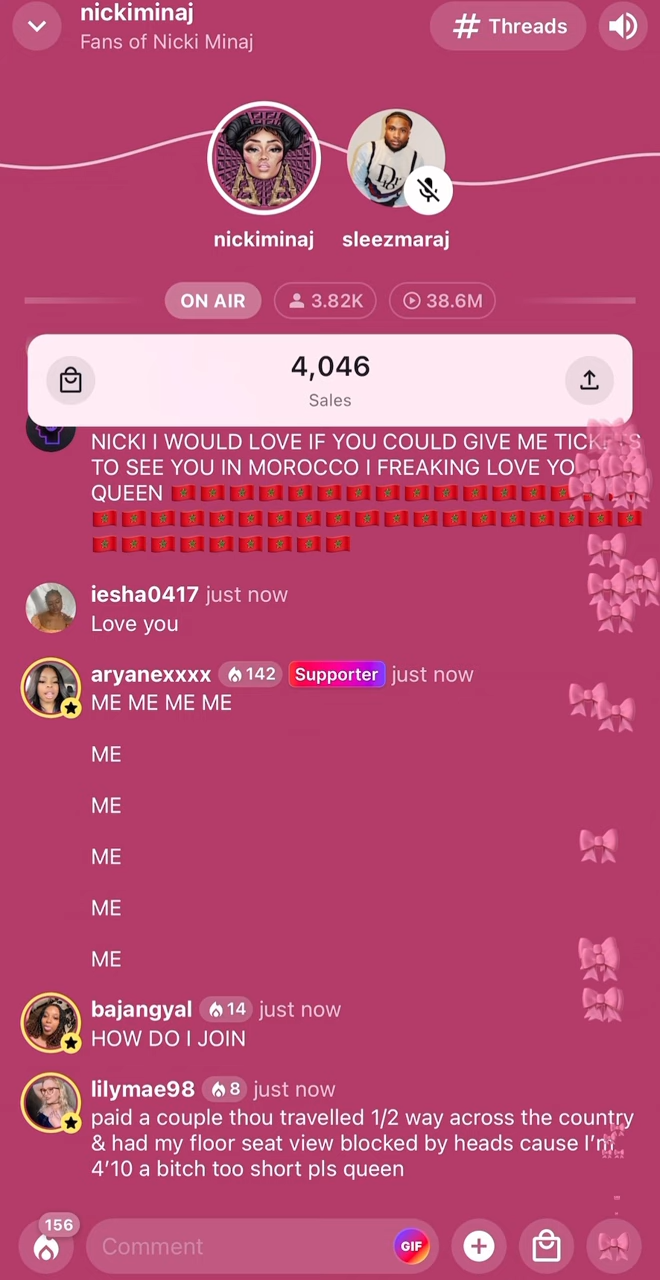 nickiminaj
Fans of Nicki Minaj
# Threads
nickiminaj
sleezmaraj
ON AIR
3.82K
38.6M
4,046
Sales
NICKI I WOULD LOVE IF YOU COULD GIVE ME TICKETS
TO SEE YOU IN MOROCCO I FREAKING LOVE YO
QUEEN 🇲🇦🇲🇦🇲🇦🇲🇦🇲🇦🇲🇦🇲🇦🇲🇦🇲🇦🇲🇦🇲🇦🇲🇦🇲🇦🇲🇦
🇲🇦🇲🇦🇲🇦🇲🇦🇲🇦🇲🇦🇲🇦🇲🇦🇲🇦🇲🇦🇲🇦🇲🇦🇲🇦🇲🇦🇲🇦🇲🇦🇲🇦🇲🇦🇲🇦
🇲🇦🇲🇦🇲🇦🇲🇦🇲🇦🇲🇦🇲🇦🇲🇦🇲🇦
iesha0417 just now
Love you
aryanexxxx 142 Supporter just now
ME ME ME ME
ME
ME
ME
ME
ME
bajangyal 14 just now
HOW DO I JOIN
lilymae98 8 just now
paid a couple thou travelled 1/2 way across the country
& had my floor seat view blocked by heads cause I’m
4’10 a bitch too short pls queen
156
Comment
GIF